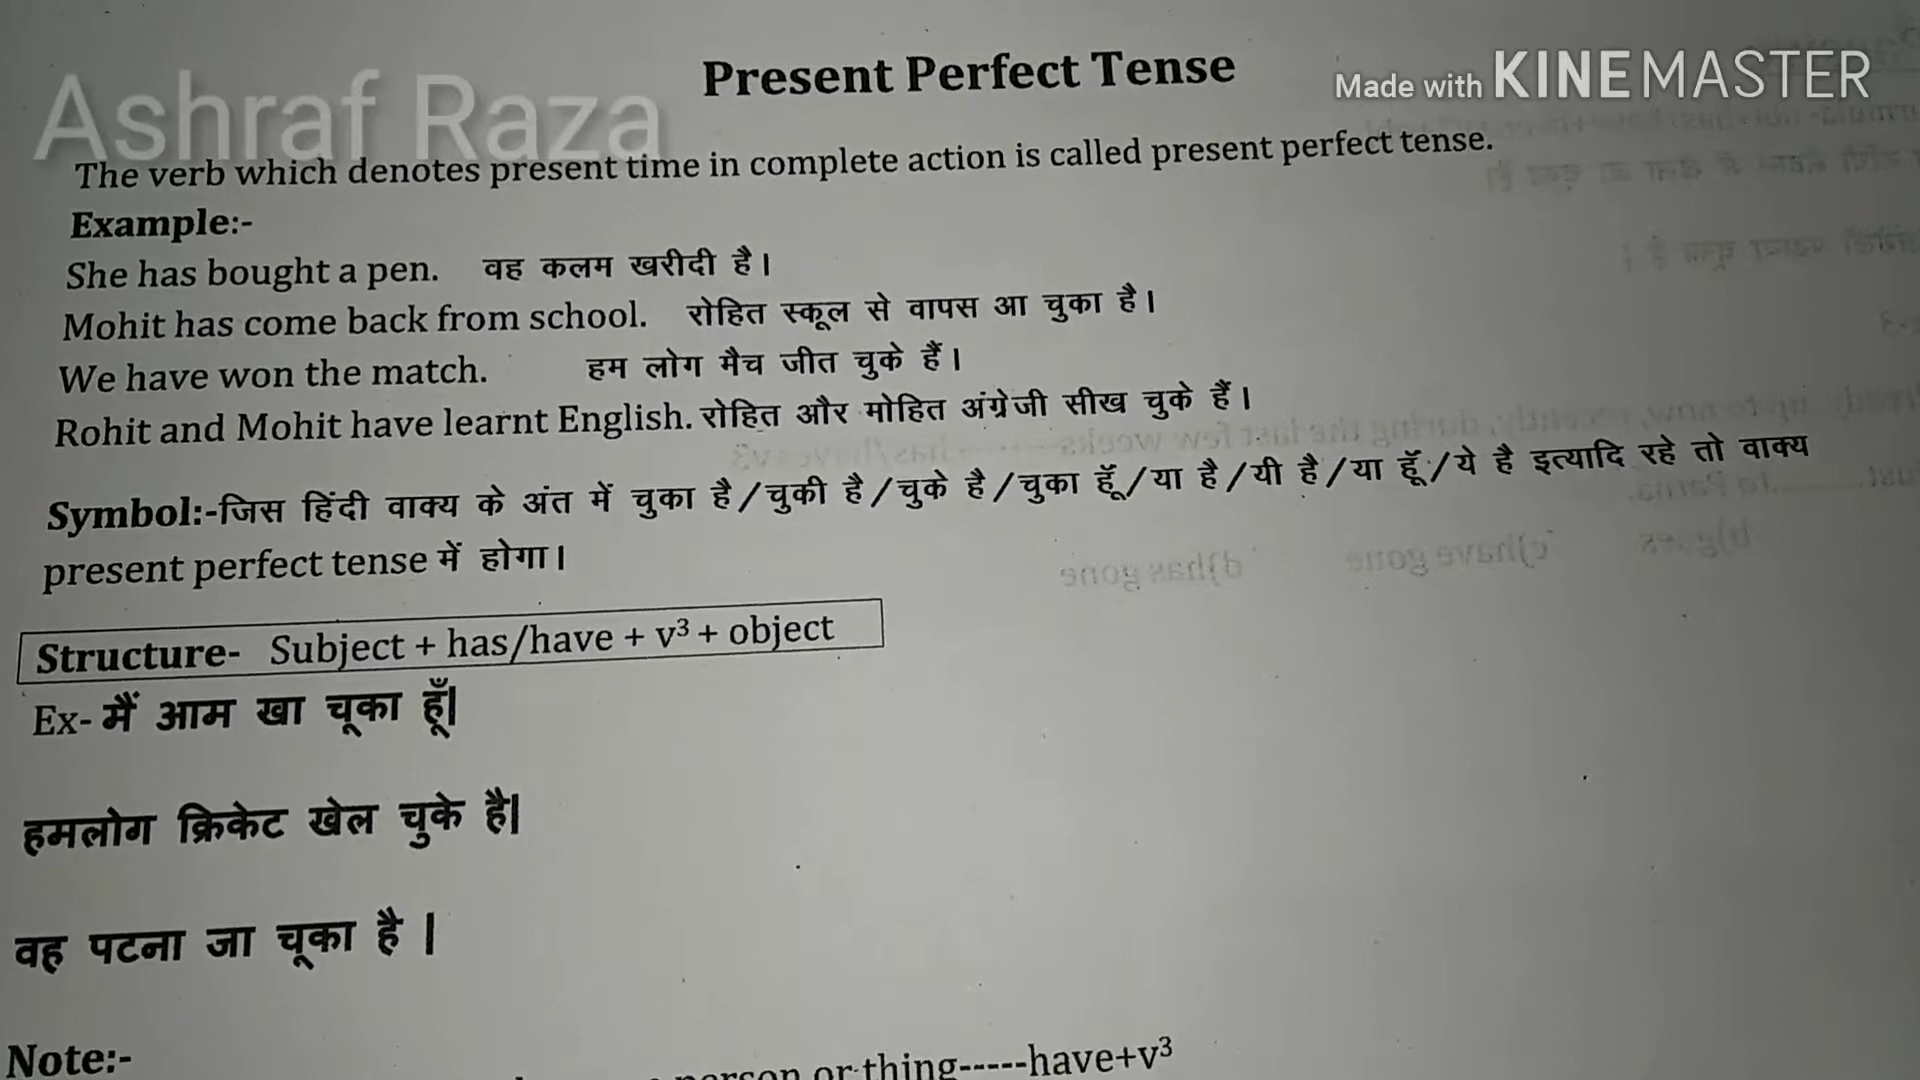 Ashraf Raza
Present Perfect Tense
Made with KINEMASTER
The verb which denotes present time in complete action is called present perfect tense.
Example:-
She has bought a pen. वह कलम खरीदी है।
Mohit has come back from school. रोहित स्कूल से वापस आ चुका है।
We have won the match. हम लोग मैच जीत चुके हैं।
Rohit and Mohit have learnt English. रोहित और मोहित अंग्रेजी सीख चुके हैं।
Symbol:-जिस हिंदी वाक्य के अंत में चुका है/चुकी है/चुके है/चुका हूँ/या है/यी है/या हूँ/ये है इत्यादि रहे तो वाक्य
present perfect tense में होगा।
Structure- Subject + has/have + v³ + object
Ex- मैं आम खा चूका हूँ|
हमलोग क्रिकेट खेल चुके है|
वह पटना जा चूका है |
Note:-
person or thing-----have+v³